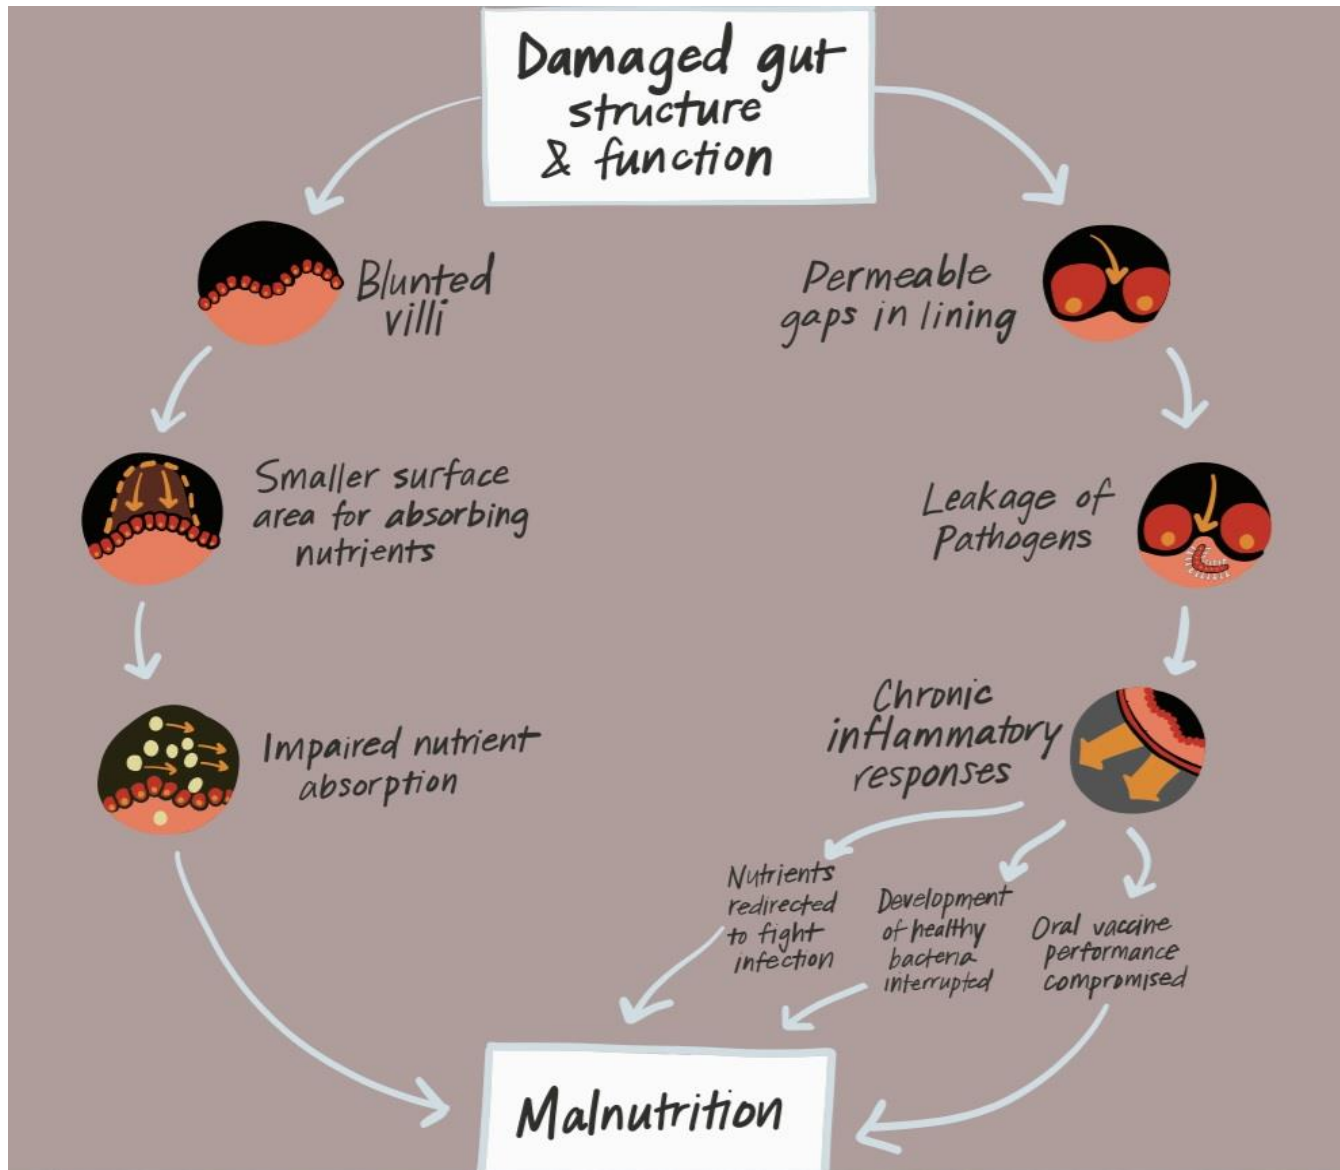 Damaged gut
structure
& function
Blunted
villi
Smaller surface
area for absorbing
nutrients
Impaired nutrient
absorption
Permeable
gaps in lining
Leakage of
Pathogens
Chronic
inflammatory
responses
Nutrients
redirected
to fight
infection
Development
of healthy
bacteria
interrupted
Oral vaccine
performance
compromised
Malnutrition